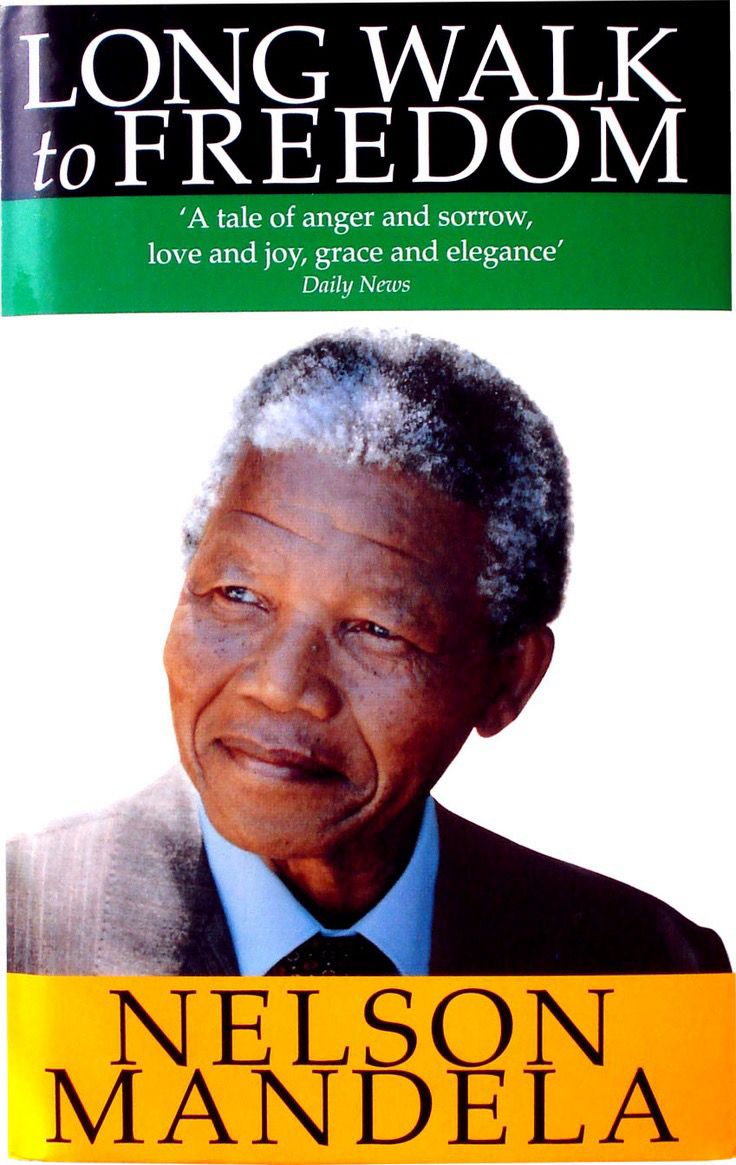 LONG WALK
to FREEDOM
‘A tale of anger and sorrow,
love and joy, grace and elegance’
Daily News
NELSON
MANDELA